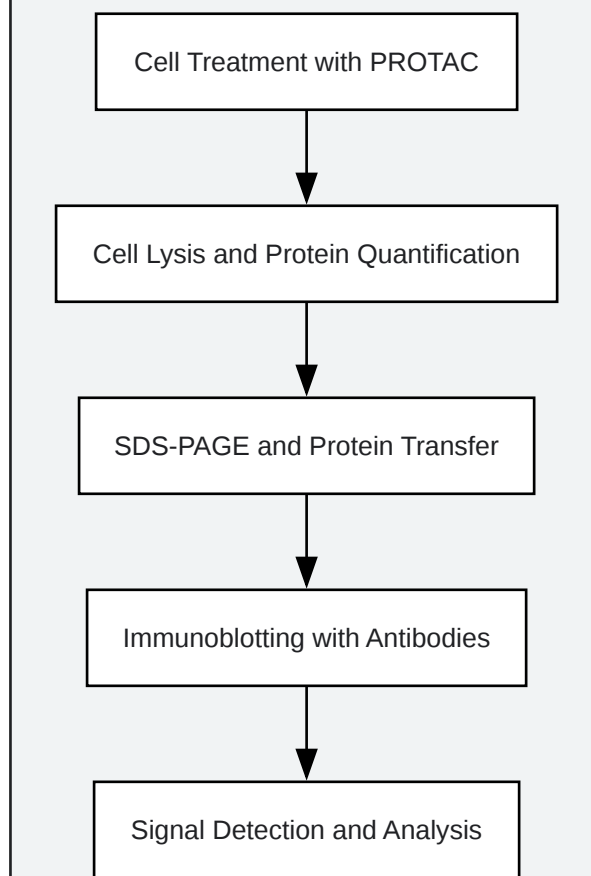 Cell Treatment with PROTAC
Cell Lysis and Protein Quantification
SDS-PAGE and Protein Transfer
Immunoblotting with Antibodies
Signal Detection and Analysis